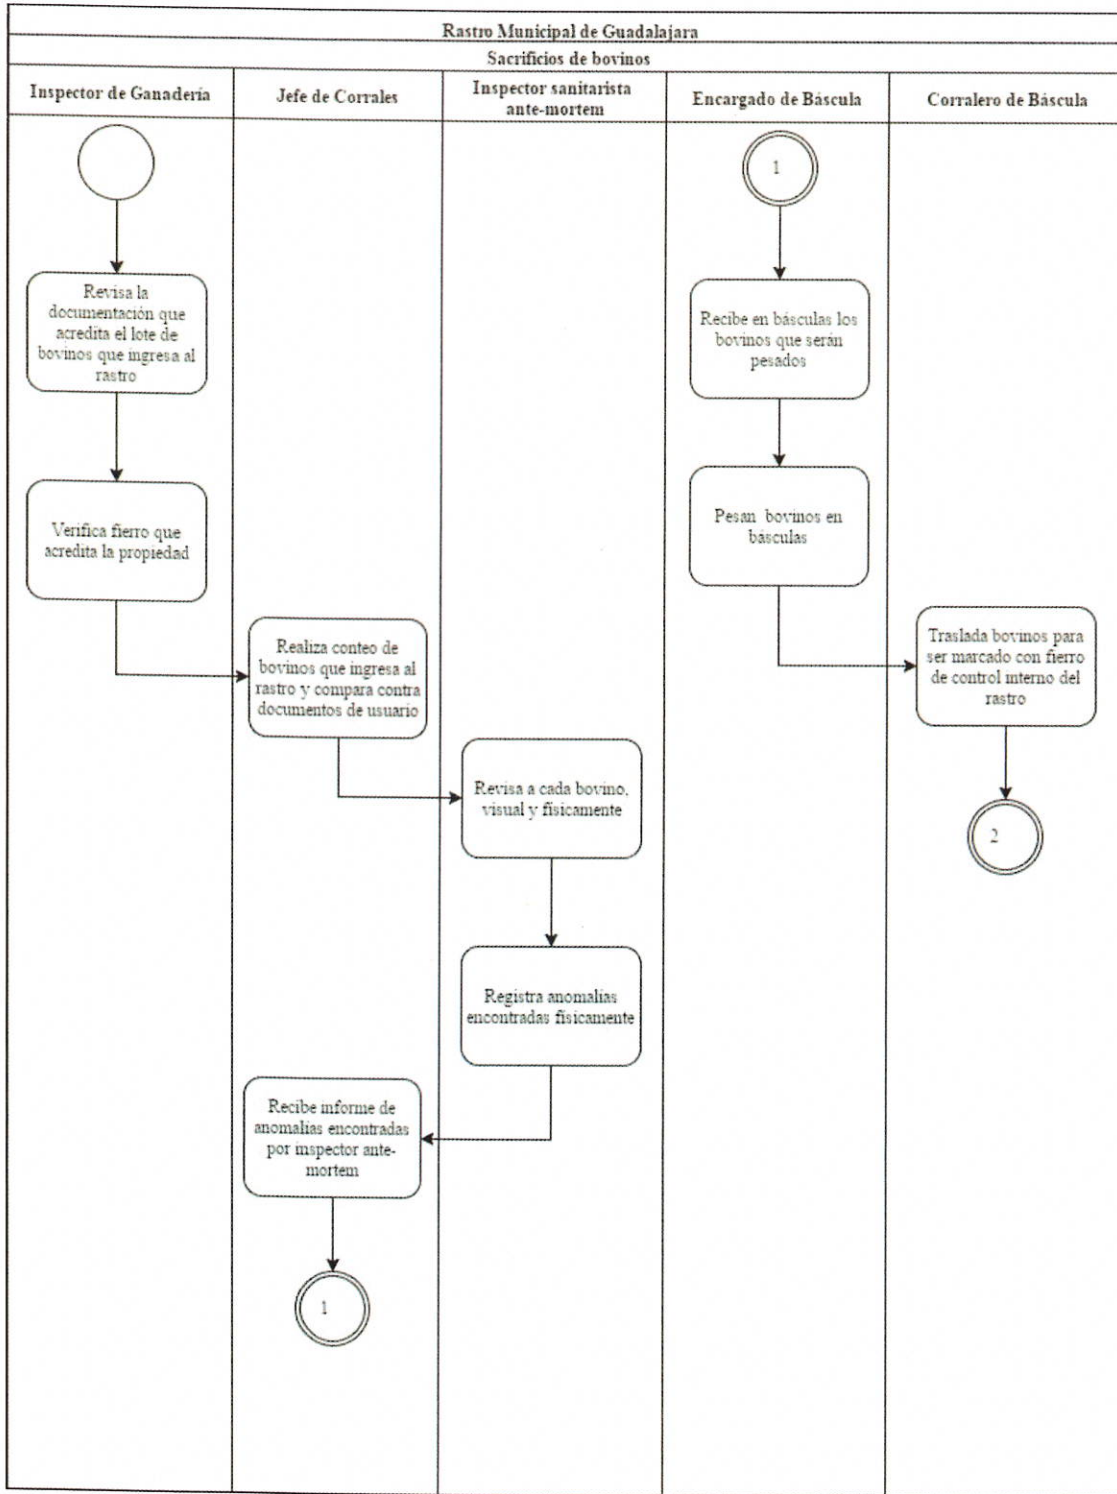 Rastro Municipal de Guadalajara
Sacrificios de bovinos
Inspector de Ganadería
Jefe de Corrales
Inspector sanitarista
ante-mortem
Encargado de Báscula
Corralero de Báscula
Revisa la
documentación que
acredita el lote de
bovinos que ingresa al
rastro
Verifica fierro que
acredita la propiedad
Realiza conteo de
bovinos que ingresa al
rastro y compara contra
documentos de usuario
Revisa a cada bovino,
visual y físicamente
Registra anomalías
encontradas físicamente
Recibe informe de
anomalías encontradas
por inspector ante-
mortem
1
1
Recibe en básculas los
bovinos que serán
pesados
Pesan bovinos en
básculas
Traslada bovinos para
ser marcado con fierro
de control interno del
rastro
2